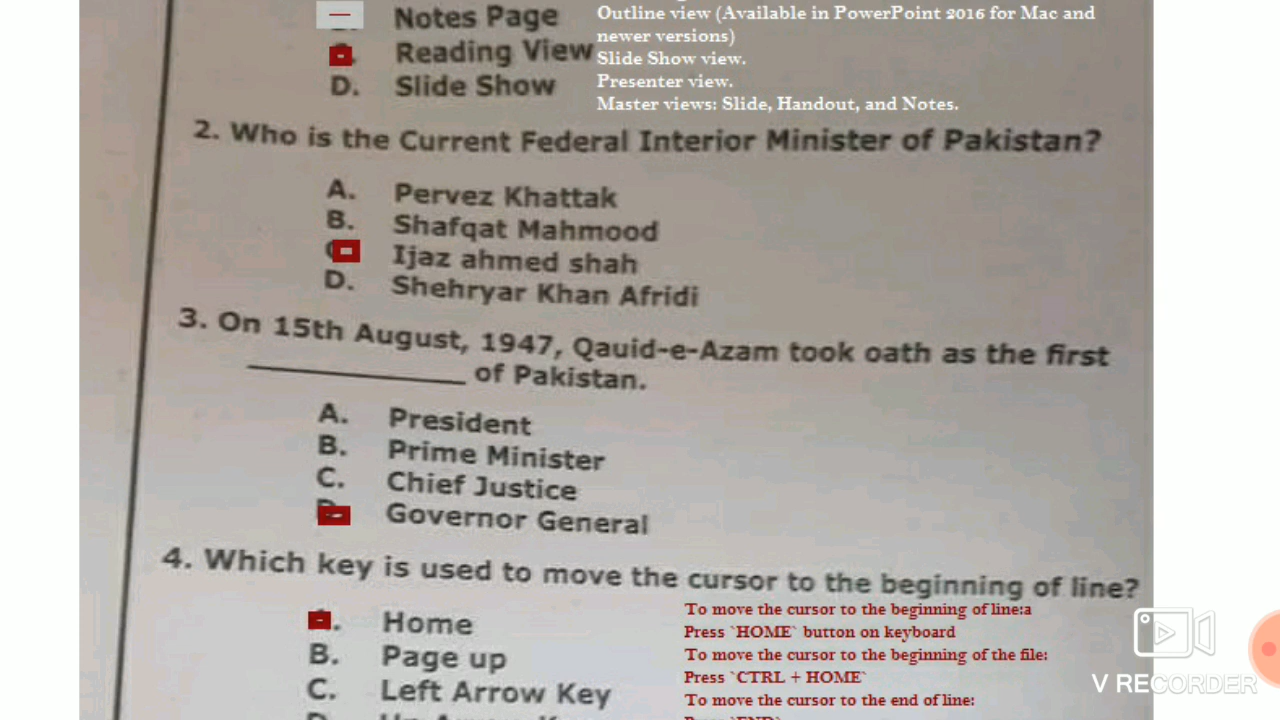 Notes Page
Reading View
D. Slide Show
Outline view (Available in PowerPoint 2016 for Mac and
newer versions)
Slide Show view.
Presenter view.
Master views: Slide, Handout, and Notes.
2. Who is the Current Federal Interior Minister of Pakistan?
A. Pervez Khattak
B. Shafqat Mahmood
Ijaz ahmed shah
D. Shehryar Khan Afridi
3. On 15th August, 1947, Qauid-e-Azam took oath as the first
____________ of Pakistan.
A. President
B. Prime Minister
C. Chief Justice
Governor General
4. Which key is used to move the cursor to the beginning of line?
Home
B. Page up
C. Left Arrow Key
To move the cursor to the beginning of line:a
Press `HOME` button on keyboard
To move the cursor to the beginning of the file:
Press `CTRL + HOME`
To move the cursor to the end of line:
V RECORDER